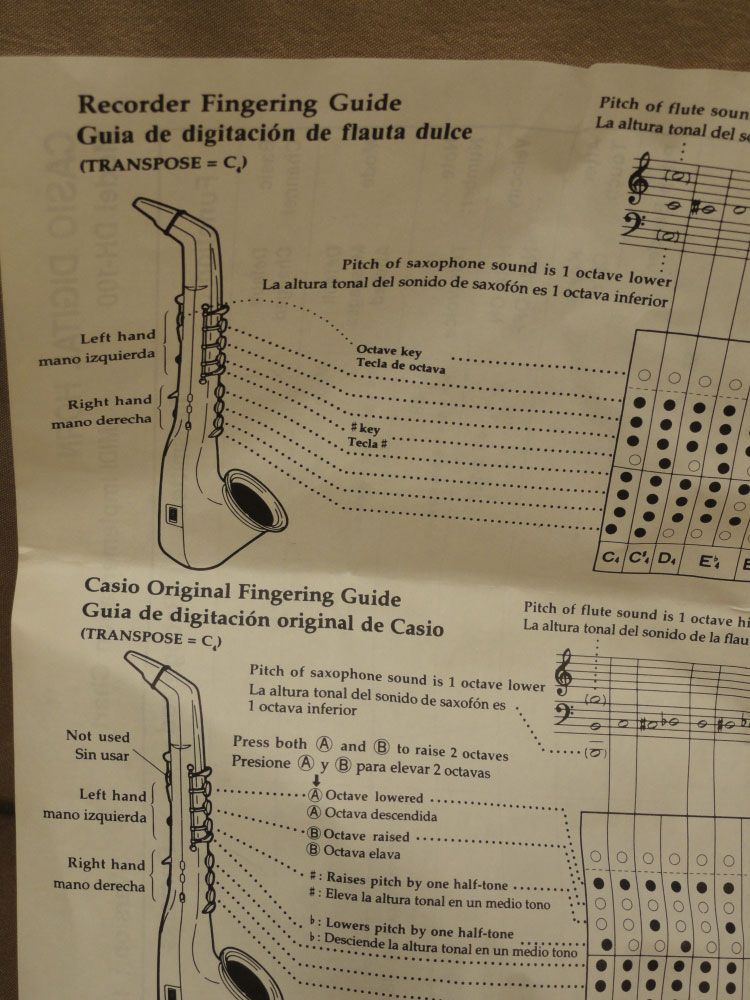 Recorder Fingering Guide
Guia de digitación de flauta dulce
(TRANSPOSE = C4)
Pitch of flute
La altura tonal del
Pitch of saxophone sound is 1 octave lower
La altura tonal del sonido de saxofón es 1 octava inferior
Left hand
mano izquierda
Octave key
Tecla de octava
Right hand
mano derecha
♯ key
Tecla ♯
C4 C♯4 D4 E♭4
Casio Original Fingering Guide
Guia de digitación original de Casio
(TRANSPOSE = C4)
Pitch of flute sound is 1 octave
La altura tonal del sonido de la
Pitch of saxophone sound is 1 octave lower
La altura tonal del sonido de saxofón es
1 octava inferior
Not used
Sin usar
Press both Ⓐ and Ⓑ to raise 2 octaves
Presione Ⓐ y Ⓑ para elevar 2 octavas
Left hand
mano izquierda
Ⓐ Octave lowered
Ⓐ Octava descendida
Ⓑ Octave raised
Ⓑ Octava elava
Right hand
mano derecha
♯ : Raises pitch by one half-tone
♯ : Eleva la altura tonal en un medio tono
♭ : Lowers pitch by one half-tone
♭ : Desciende la altura tonal en un medio tono